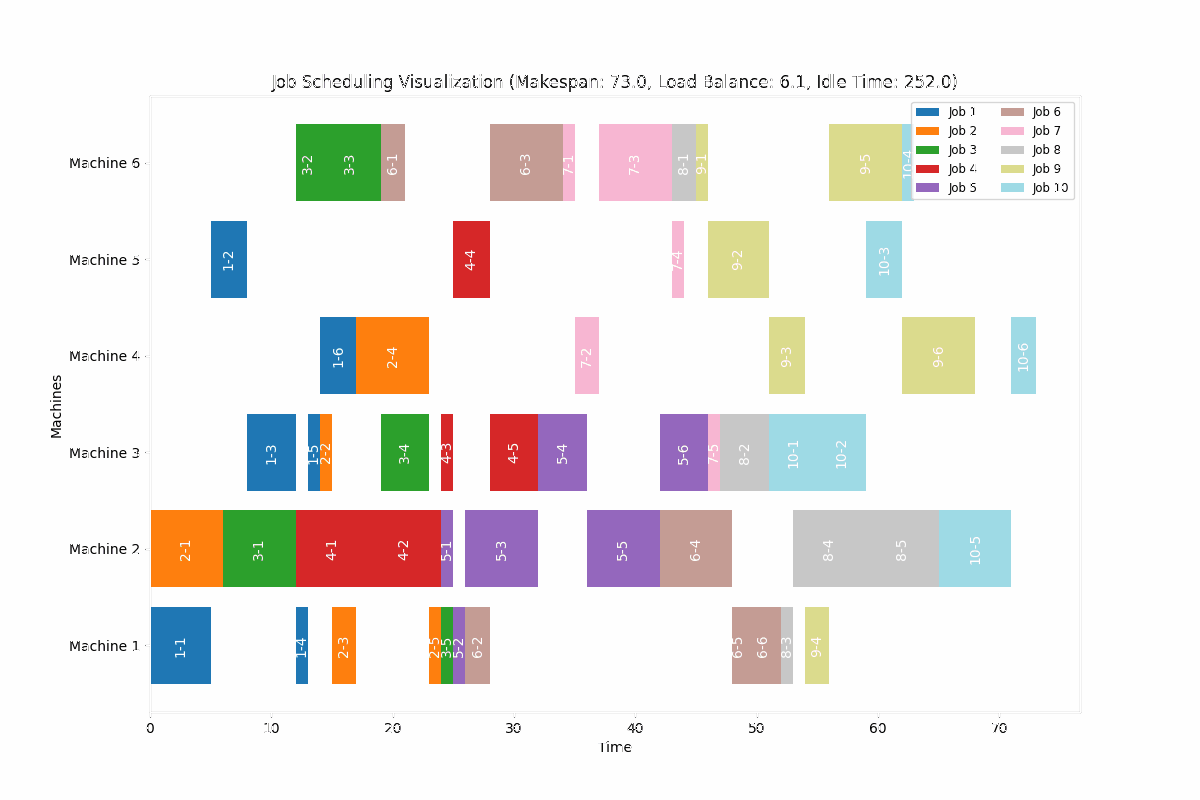 Job Scheduling Visualization (Makespan: 73.0, Load Balance: 6.1, Idle Time: 252.0)
Job 1 Job 6
Job 2 Job 7
Job 3 Job 8
Job 4 Job 9
Job 5 Job 10
Machine 6 3-2 3-3 6-1 6-3 7-1 7-3 8-1 9-1 9-5 10-4
Machine 5 1-2 4-4 7-4 9-2 10-3
Machine 4 1-6 2-4 7-2 9-3 9-6 10-6
Machine 3 1-3 1-5 2-2 3-4 4-3 4-5 5-4 5-6 7-5 8-2 10-1 10-2
Machine 2 2-1 3-1 4-1 4-2 5-1 5-3 5-5 6-4 8-4 8-5 10-5
Machine 1 1-1 1-4 2-3 2-5 3-5 5-2 6-2 6-5 6-6 8-3 9-4
Machines
0 10 20 30 40 50 60 70
Time